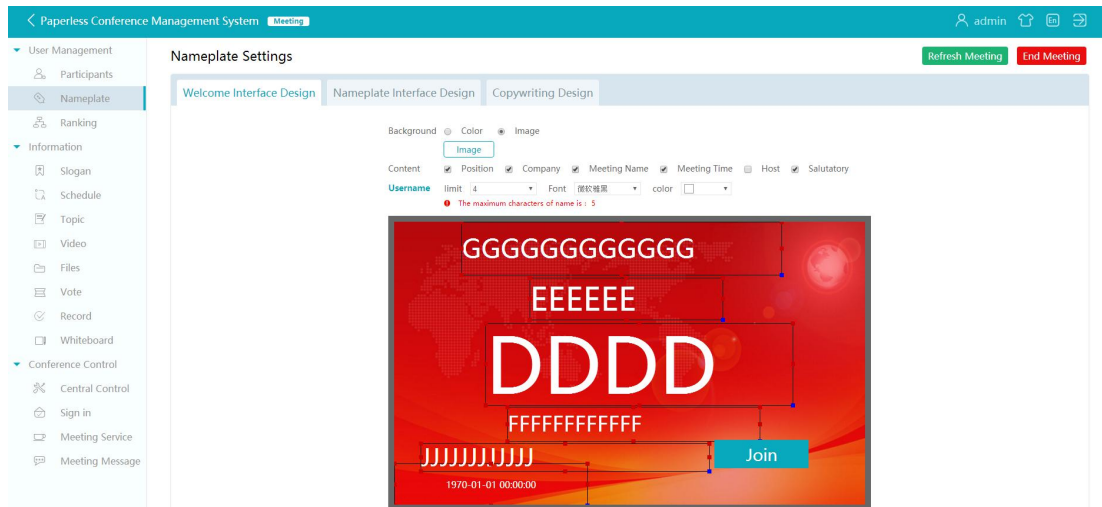 Paperless Conference Management System Meeting
admin En
User Management
Participants
Nameplate
Ranking
Information
Slogan
Schedule
Topic
Video
Files
Vote
Record
Whiteboard
Conference Control
Central Control
Sign in
Meeting Service
Meeting Message
Nameplate Settings
Refresh Meeting End Meeting
Welcome Interface Design Nameplate Interface Design Copywriting Design
Background Color Image
Image
Content Position Company Meeting Name Meeting Time Host Salutatory
Username limit 4 Font 微软雅黑 color
The maximum characters of name is : 5
GGGGGGGGGGGGG
EEEEEE
DDDD
FFFFFFFFFFFF
JJJJJJJJJJJJ
Join
1970-01-01 00:00:00